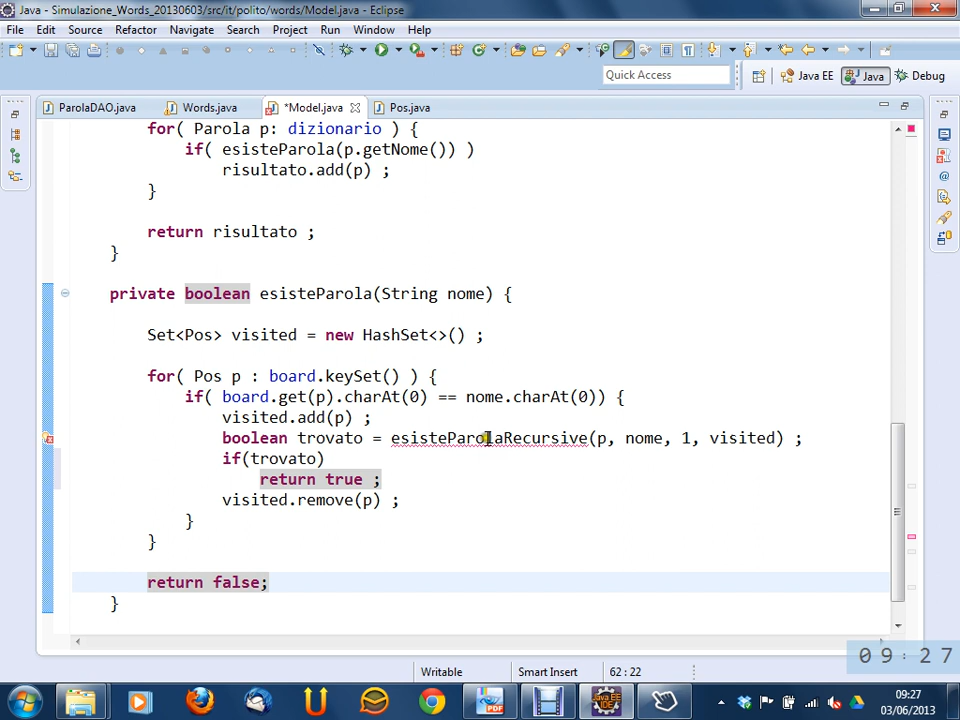 Java - Simulazione_Words_20130603/src/it/polito/words/Model.java - Eclipse
File Edit Source Refactor Navigate Search Project Run Window Help
Quick Access
Java EE Java Debug
ParolaDAO.java Words.java *Model.java Pos.java
for( Parola p: dizionario ) {
if( esisteParola(p.getNome()) )
risultato.add(p) ;
}
return risultato ;
}
private boolean esisteParola(String nome) {
Set<Pos> visited = new HashSet<>() ;
for( Pos p : board.keySet() ) {
if( board.get(p).charAt(0) == nome.charAt(0)) {
visited.add(p) ;
boolean trovato = esisteParolaRecursive(p, nome, 1, visited) ;
if(trovato)
return true ;
visited.remove(p) ;
}
}
return false;
}
09:27
Writable Smart Insert 62 : 22
09:27
03/06/2013